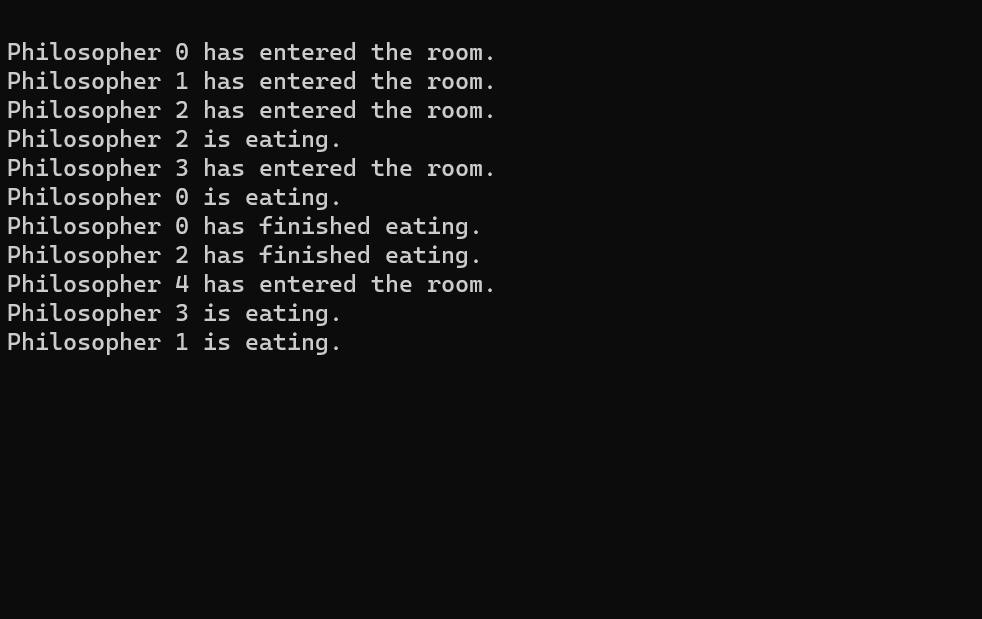 Philosopher 0 has entered the room.
Philosopher 1 has entered the room.
Philosopher 2 has entered the room.
Philosopher 2 is eating.
Philosopher 3 has entered the room.
Philosopher 0 is eating.
Philosopher 0 has finished eating.
Philosopher 2 has finished eating.
Philosopher 4 has entered the room.
Philosopher 3 is eating.
Philosopher 1 is eating.